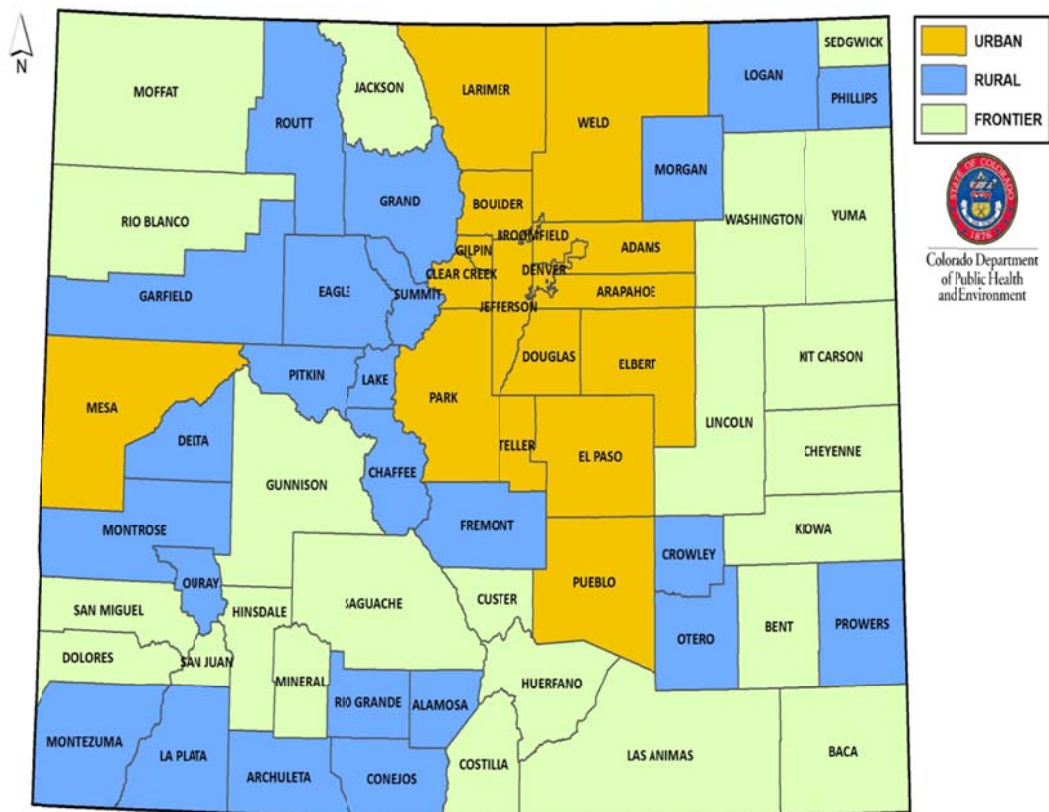 N
MOFFAT
ROUTT
JACKSON
LARIMER
WELD
LOGAN
SEDGWICK
PHILLIPS
MORGAN
RIO BLANCO
GRAND
BOULDER
WASHINGTON
YUMA
GILPIN
BROOMFIELD
ADAMS
CLEAR CREEK
DENVER
GARFIELD
EAGLE
SUMMIT
ARAPAHOE
JEFFERSON
DOUGLAS
ELBERT
KIT CARSON
PITKIN
LAKE
PARK
MESA
LINCOLN
DELTA
TELLER
EL PASO
CHEYENNE
CHAFFEE
GUNNISON
MONTROSE
FREMONT
KIOWA
CROWLEY
OURAY
PUEBLO
SAN MIGUEL
HINSDALE
SAGUACHE
CUSTER
OTERO
BENT
PROWERS
DOLORES
SAN JUAN
MINERAL
HUERFANO
RIO GRANDE
ALAMOSA
MONTEZUMA
LA PLATA
ARCHULETA
CONEJOS
COSTILLA
LAS ANIMAS
BACA
URBAN
RURAL
FRONTIER
STATE OF COLORADO
1876
Colorado Department
of Public Health
and Environment